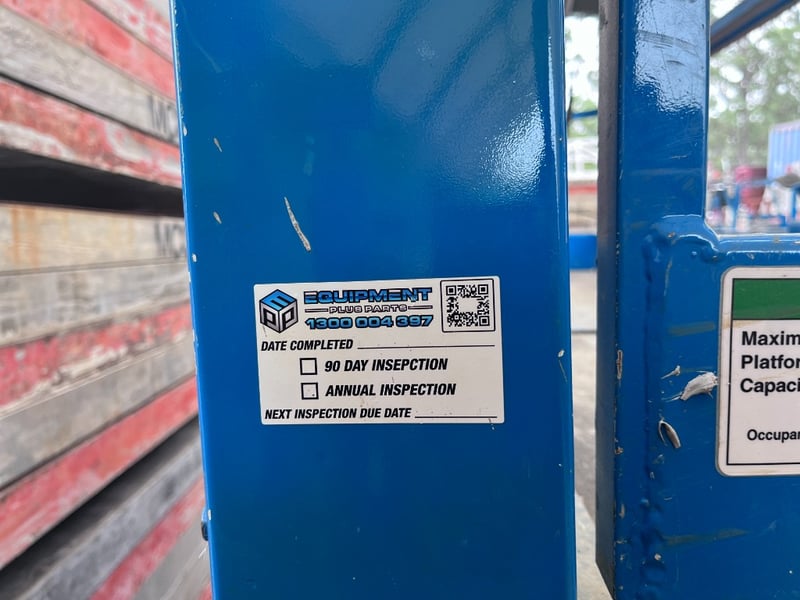 EQUIPMENT
PLUS PARTS
1300 004 397
DATE COMPLETED
90 DAY INSEPCTION
ANNUAL INSPECTION
NEXT INSPECTION DUE DATE
Maxim
Platfor
Capaci
Occupan
MC